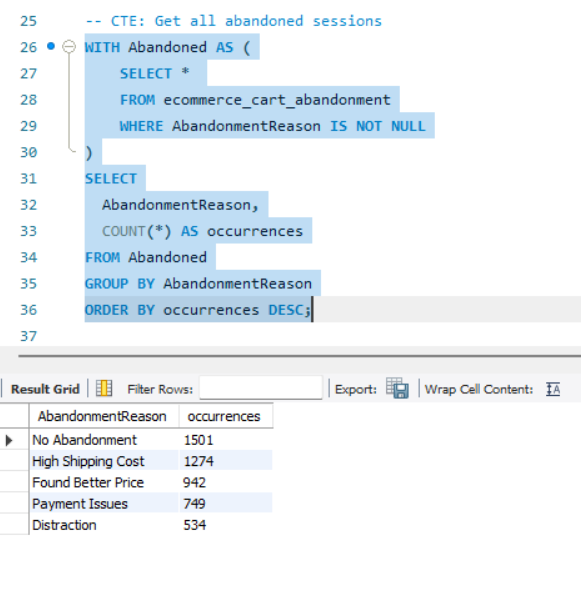 25 -- CTE: Get all abandoned sessions
26 WITH Abandoned AS (
27 SELECT *
28 FROM ecommerce_cart_abandonment
29 WHERE AbandonmentReason IS NOT NULL
30 )
31 SELECT
32 AbandonmentReason,
33 COUNT(*) AS occurrences
34 FROM Abandoned
35 GROUP BY AbandonmentReason
36 ORDER BY occurrences DESC;
37
Result Grid Filter Rows: Export: Wrap Cell Content: IA
AbandonmentReason occurrences
No Abandonment 1501
High Shipping Cost 1274
Found Better Price 942
Payment Issues 749
Distraction 534